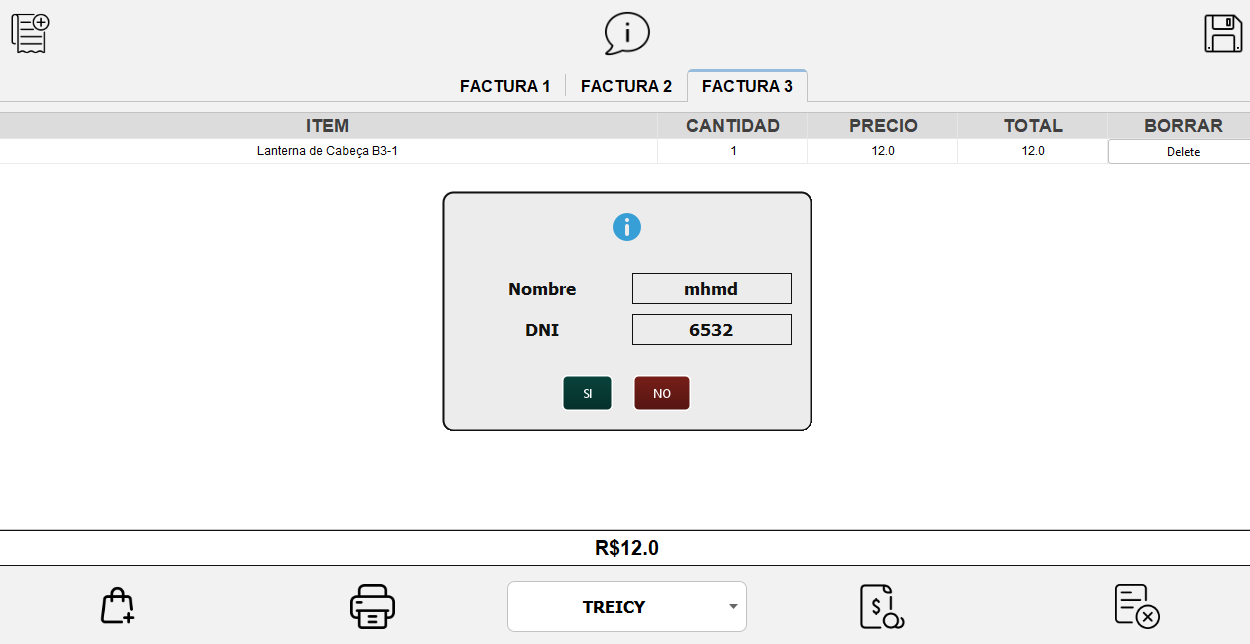 FACTURA 1 FACTURA 2 FACTURA 3
ITEM CANTIDAD PRECIO TOTAL BORRAR
Lanterna de Cabeça B3-1 1 12.0 12.0 Delete
Nombre mhmd
DNI 6532
SI NO
R$12.0
TREICY